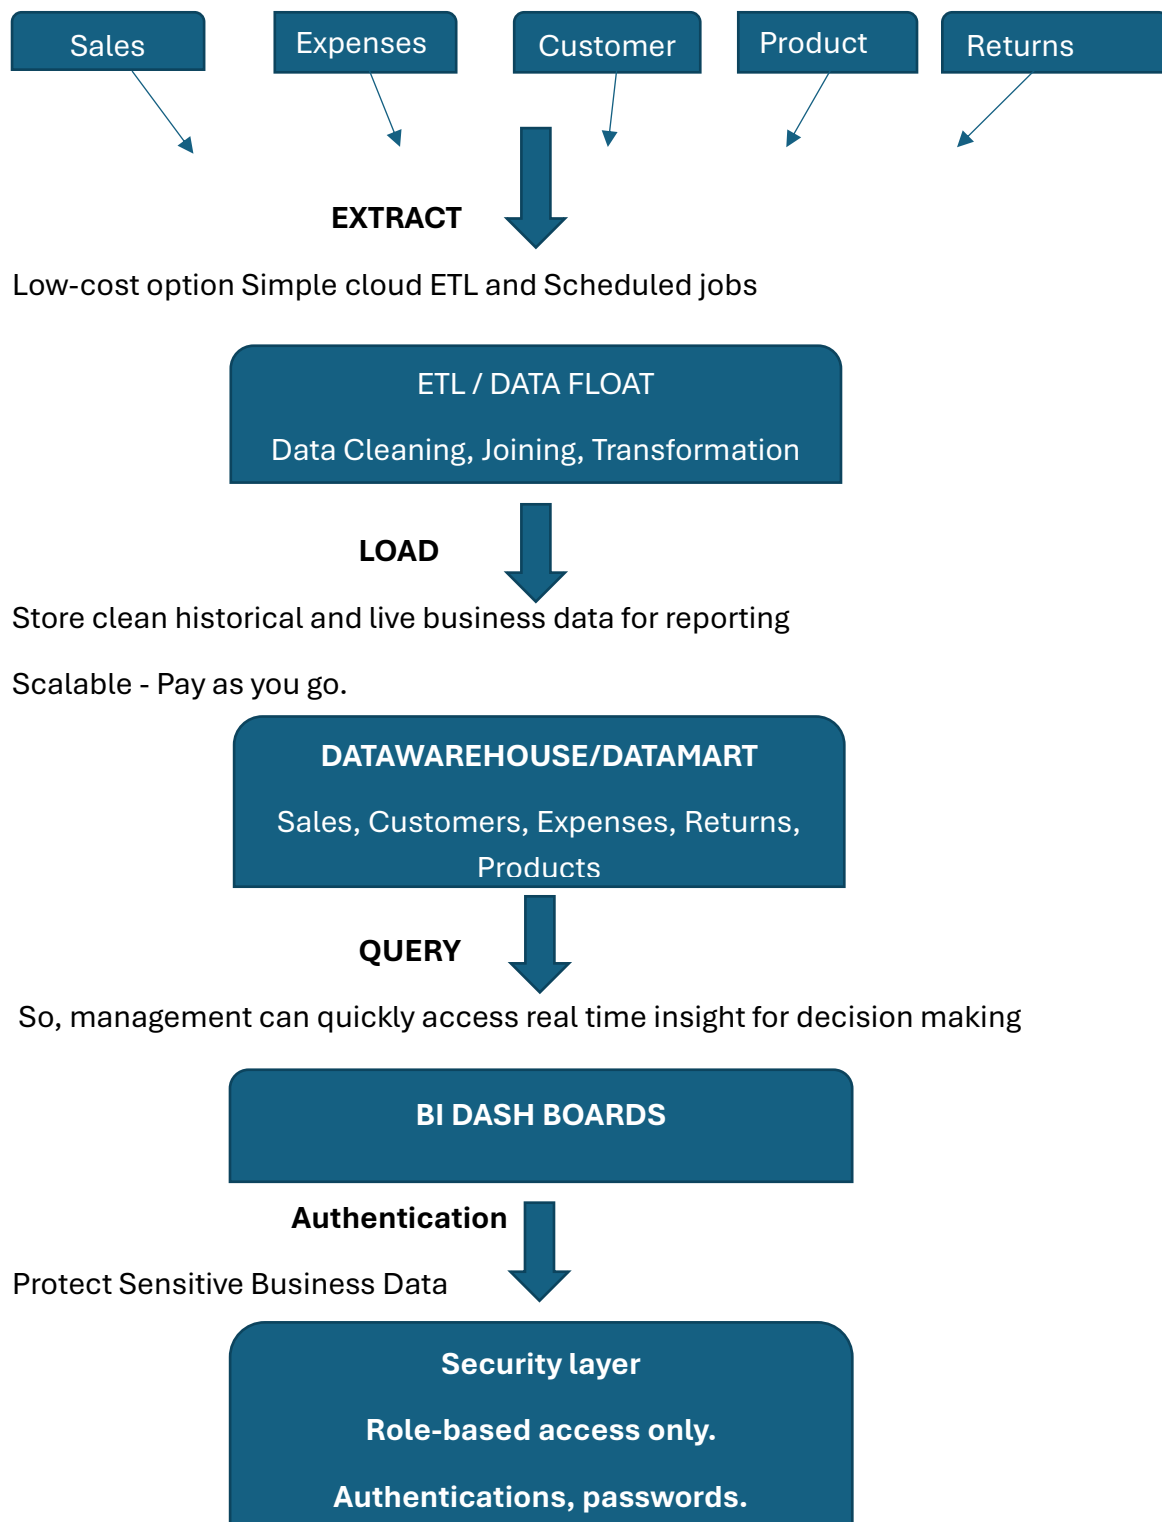 Sales
Expenses
Customer
Product
Returns
EXTRACT
Low-cost option Simple cloud ETL and Scheduled jobs
ETL / DATA FLOAT
Data Cleaning, Joining, Transformation
LOAD
Store clean historical and live business data for reporting
Scalable - Pay as you go.
DATAWAREHOUSE/DATAMART
Sales, Customers, Expenses, Returns,
Products
QUERY
So, management can quickly access real time insight for decision making
BI DASH BOARDS
Authentication
Protect Sensitive Business Data
Security layer
Role-based access only.
Authentications, passwords.